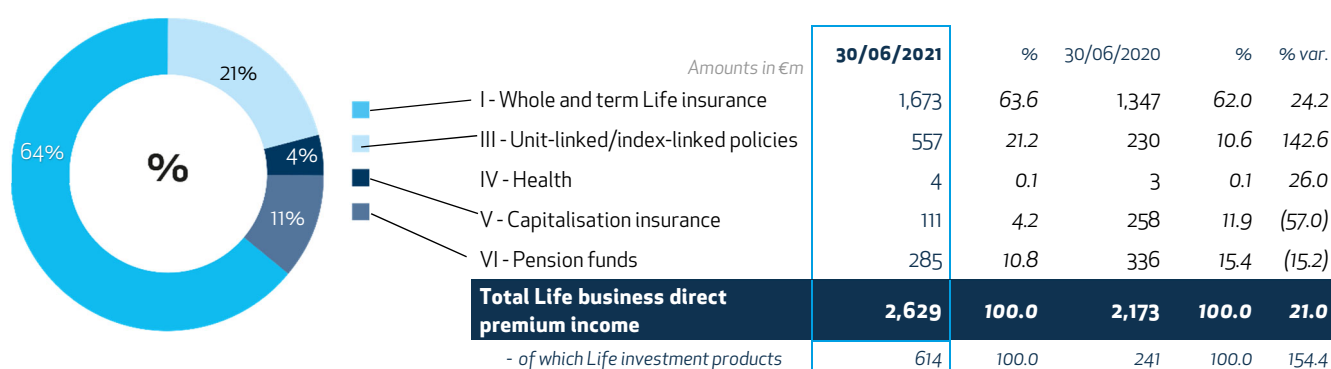 64%
21%
4%
11%
%
Amounts in €m 30/06/2021 % 30/06/2020 % % var.
I - Whole and term Life insurance 1,673 63.6 1,347 62.0 24.2
III - Unit-linked/index-linked policies 557 21.2 230 10.6 142.6
IV - Health 4 0.1 3 0.1 26.0
V - Capitalisation insurance 111 4.2 258 11.9 (57.0)
VI - Pension funds 285 10.8 336 15.4 (15.2)
Total Life business direct
premium income 2,629 100.0 2,173 100.0 21.0
- of which Life investment products 614 100.0 241 100.0 154.4